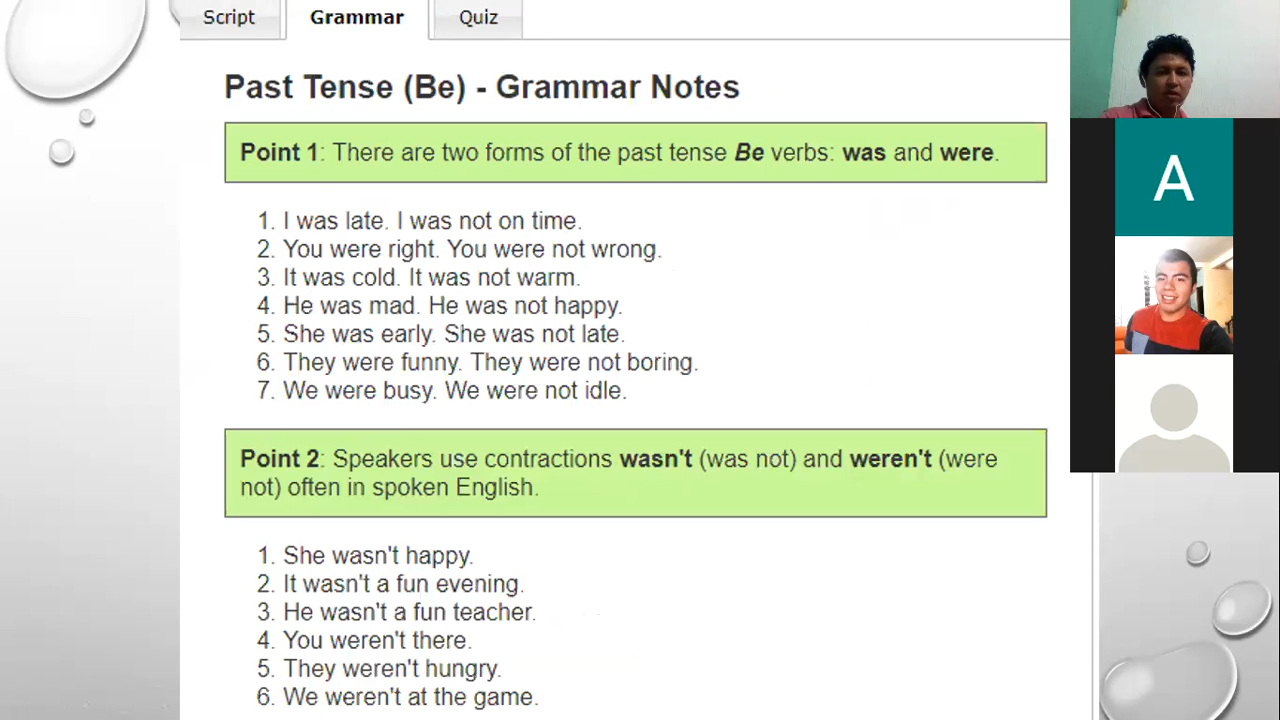 Script Grammar Quiz
Past Tense (Be) - Grammar Notes
Point 1: There are two forms of the past tense Be verbs: was and were.
1. I was late. I was not on time.
2. You were right. You were not wrong.
3. It was cold. It was not warm.
4. He was mad. He was not happy.
5. She was early. She was not late.
6. They were funny. They were not boring.
7. We were busy. We were not idle.
Point 2: Speakers use contractions wasn't (was not) and weren't (were
not) often in spoken English.
1. She wasn't happy.
2. It wasn't a fun evening.
3. He wasn't a fun teacher.
4. You weren't there.
5. They weren't hungry.
6. We weren't at the game.
A